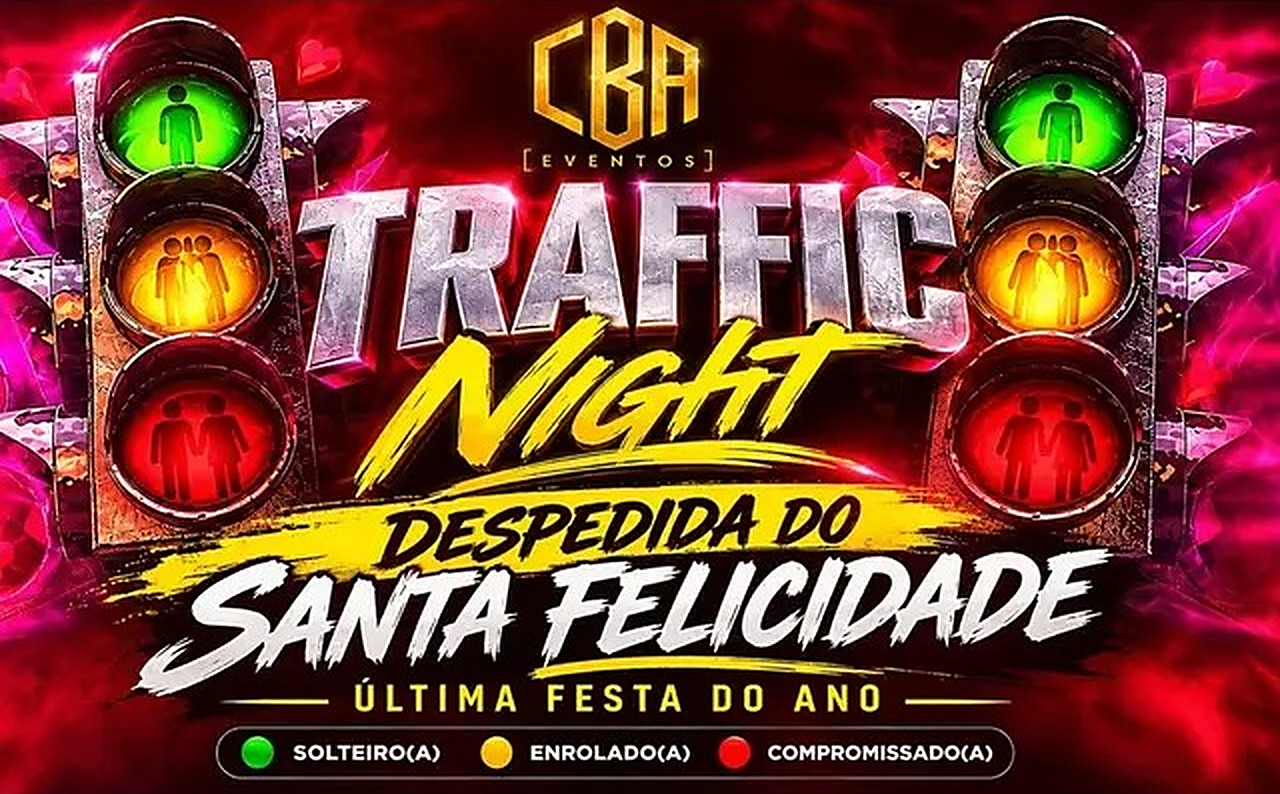 CBA
[EVENTOS]
TRAFFIC
NIGHT
DESPEDIDA DO
SANTA FELICIDADE
ÚLTIMA FESTA DO ANO
SOLTEIRO(A) ENROLADO(A) COMPROMISSADO(A)